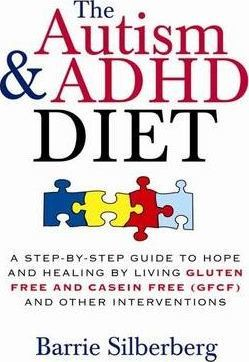 The
Autism
& ADHD
DIET
A STEP-BY-STEP GUIDE TO HOPE
AND HEALING BY LIVING GLUTEN
FREE AND CASEIN FREE (GFCF)
AND OTHER INTERVENTIONS
Barrie Silberberg